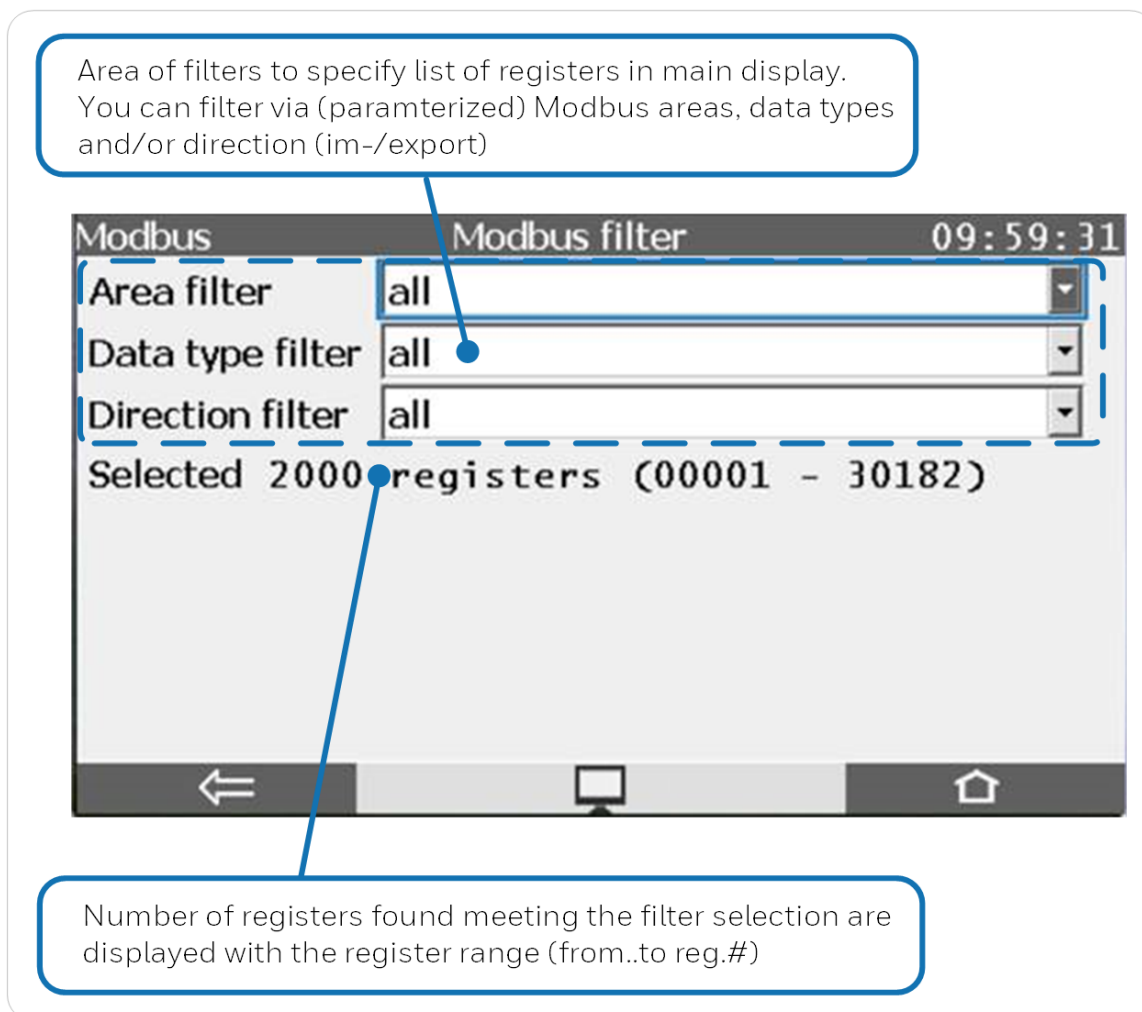 Area of filters to specify list of registers in main display.
You can filter via (paramterized) Modbus areas, data types
and/or direction (im-/export)
Modbus Modbus filter 09:59:31
Area filter all
Data type filter all
Direction filter all
Selected 2000 registers (00001 - 30182)
Number of registers found meeting the filter selection are
displayed with the register range (from..to reg.#)